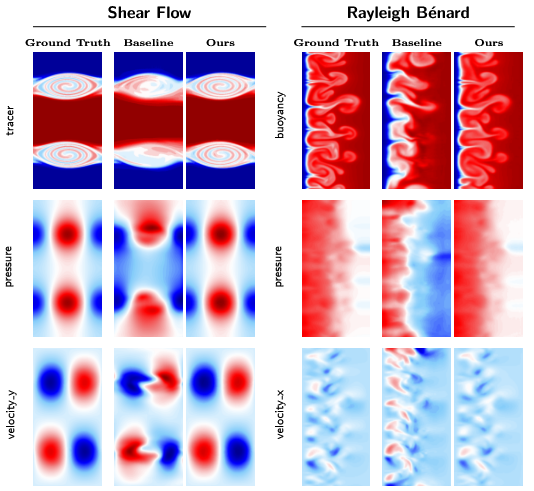 Shear Flow
Rayleigh Bénard
Ground Truth Baseline Ours
Ground Truth Baseline Ours
tracer
buoyancy
pressure
pressure
velocity_y
velocity_x